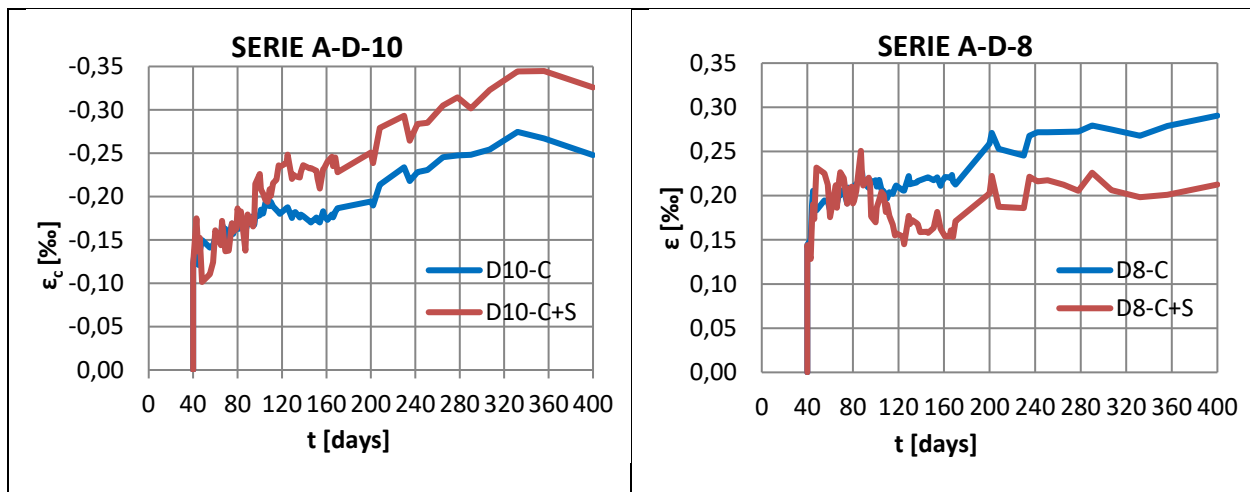 SERIE A-D-10
-0,35
-0,30
-0,25
-0,20
-0,15
-0,10
-0,05
0,00
εc [‰]
D10-C
D10-C+S
0 40 80 120 160 200 240 280 320 360 400
t [days]
SERIE A-D-8
0,35
0,30
0,25
0,20
0,15
0,10
0,05
0,00
ε [‰]
D8-C
D8-C+S
0 40 80 120 160 200 240 280 320 360 400
t [days]